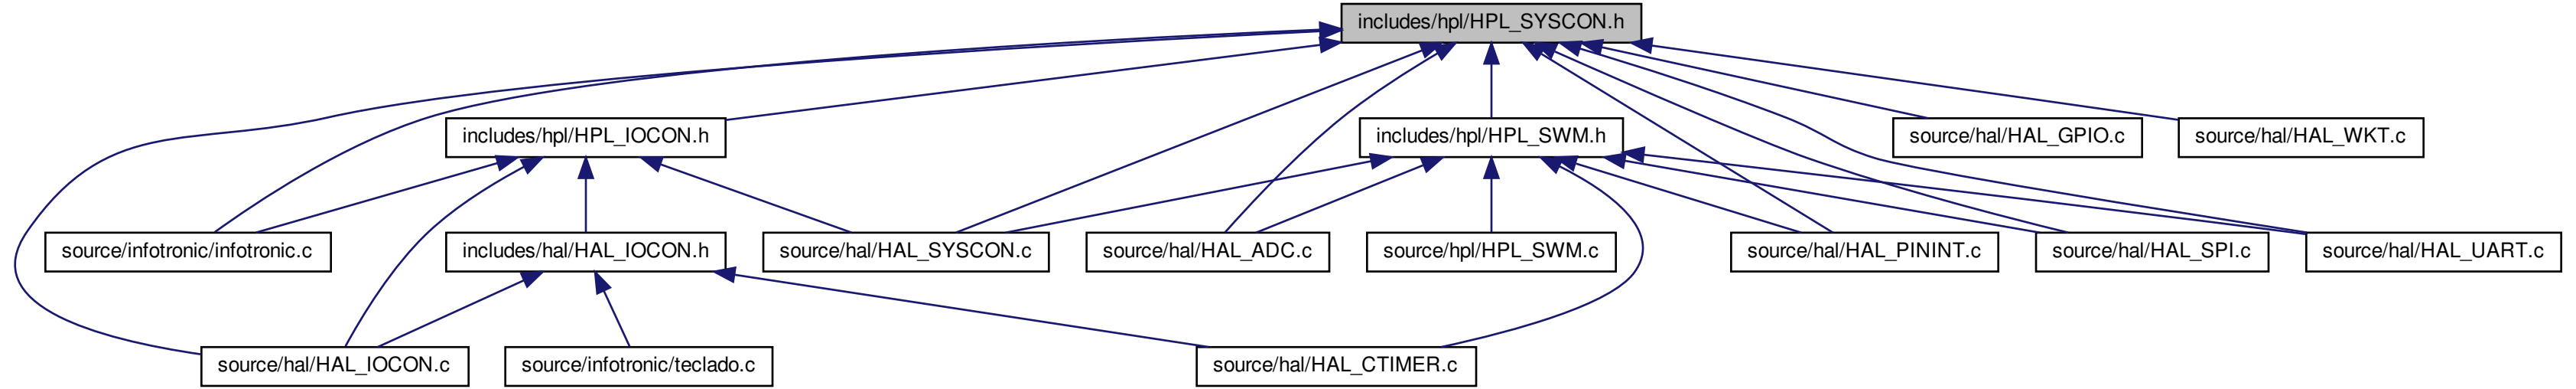 includes/hpl/HPL_SYSCON.h
includes/hpl/HPL_IOCON.h
includes/hpl/HPL_SWM.h
source/hal/HAL_GPIO.c
source/hal/HAL_WKT.c
source/infotronic/infotronic.c
includes/hal/HAL_IOCON.h
source/hal/HAL_SYSCON.c
source/hal/HAL_ADC.c
source/hpl/HPL_SWM.c
source/hal/HAL_PININT.c
source/hal/HAL_SPI.c
source/hal/HAL_UART.c
source/hal/HAL_IOCON.c
source/infotronic/teclado.c
source/hal/HAL_CTIMER.c